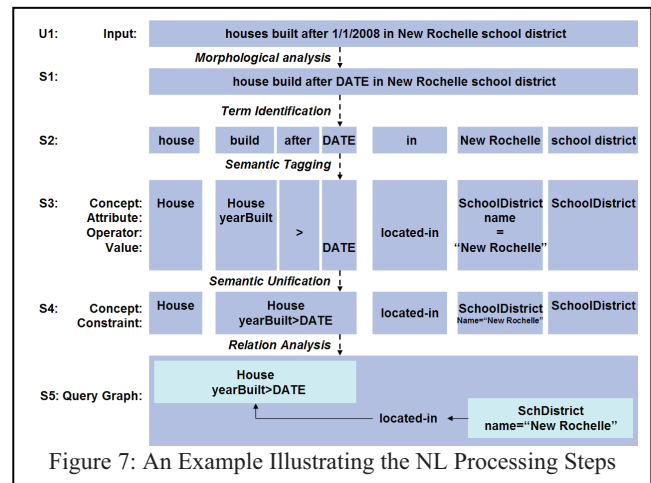 U1: Input: houses built after 1/1/2008 in New Rochelle school district
Morphological analysis
S1: house build after DATE in New Rochelle school district
Term Identification
S2: house build after DATE in New Rochelle school district
Semantic Tagging
S3: Concept: House House SchoolDistrict SchoolDistrict
Attribute: yearBuilt name
Operator: > located-in =
Value: DATE "New Rochelle"
Semantic Unification
S4: Concept: House House located-in SchoolDistrict SchoolDistrict
Constraint: yearBuilt>DATE Name="New Rochelle"
Relation Analysis
House
S5: Query Graph: yearBuilt>DATE
located-in SchDistrict
name="New Rochelle"
Figure 7: An Example Illustrating the NL Processing Steps